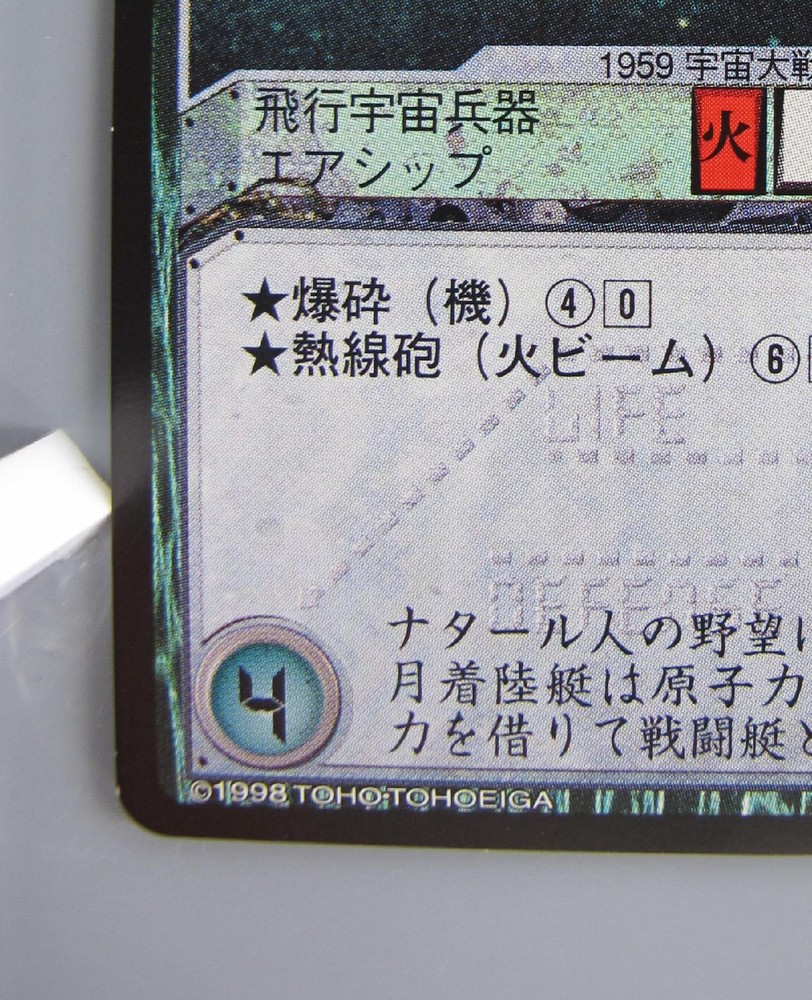 1959 宇宙大戦
飛行宇宙兵器
エアシップ
火
★爆砕（機）④0
★熱線砲（火ビーム）⑥
LIFE
OFFENSE
ナタール人の野望に
月着陸艇は原子力
力を借りて戦闘艇と
4
©1998 TOHO・TOHOEIGA